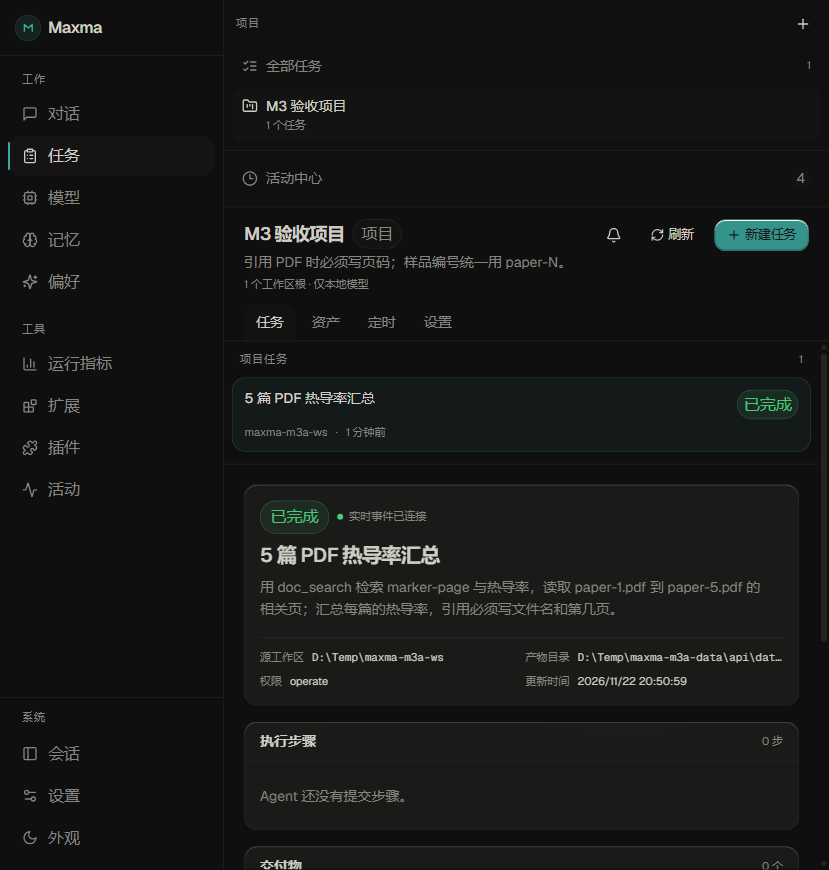 M
Maxma
工作
对话
任务
模型
记忆
偏好
工具
运行指标
扩展
插件
活动
系统
会话
设置
外观
项目
全部任务 1
M3 验收项目
1 个任务
活动中心 4
M3 验收项目 项目
刷新
+ 新建任务
引用 PDF 时必须写页码；样品编号统一用 paper-N。
1 个工作区根 · 仅本地模型
任务 资产 定时 设置
项目任务 1
5 篇 PDF 热导率汇总
已完成
maxma-m3a-ws · 1 分钟前
已完成 实时事件已连接
5 篇 PDF 热导率汇总
用 doc_search 检索 marker-page 与热导率，读取 paper-1.pdf 到 paper-5.pdf 的
相关页；汇总每篇的热导率，引用必须写文件名和第几页。
源工作区 D:\Temp\maxma-m3a-ws
产物目录 D:\Temp\maxma-m3a-data\api\dat…
权限 operate
更新时间 2026/11/22 20:50:59
执行步骤 0 步
Agent 还没有提交步骤。
交付物 0 个